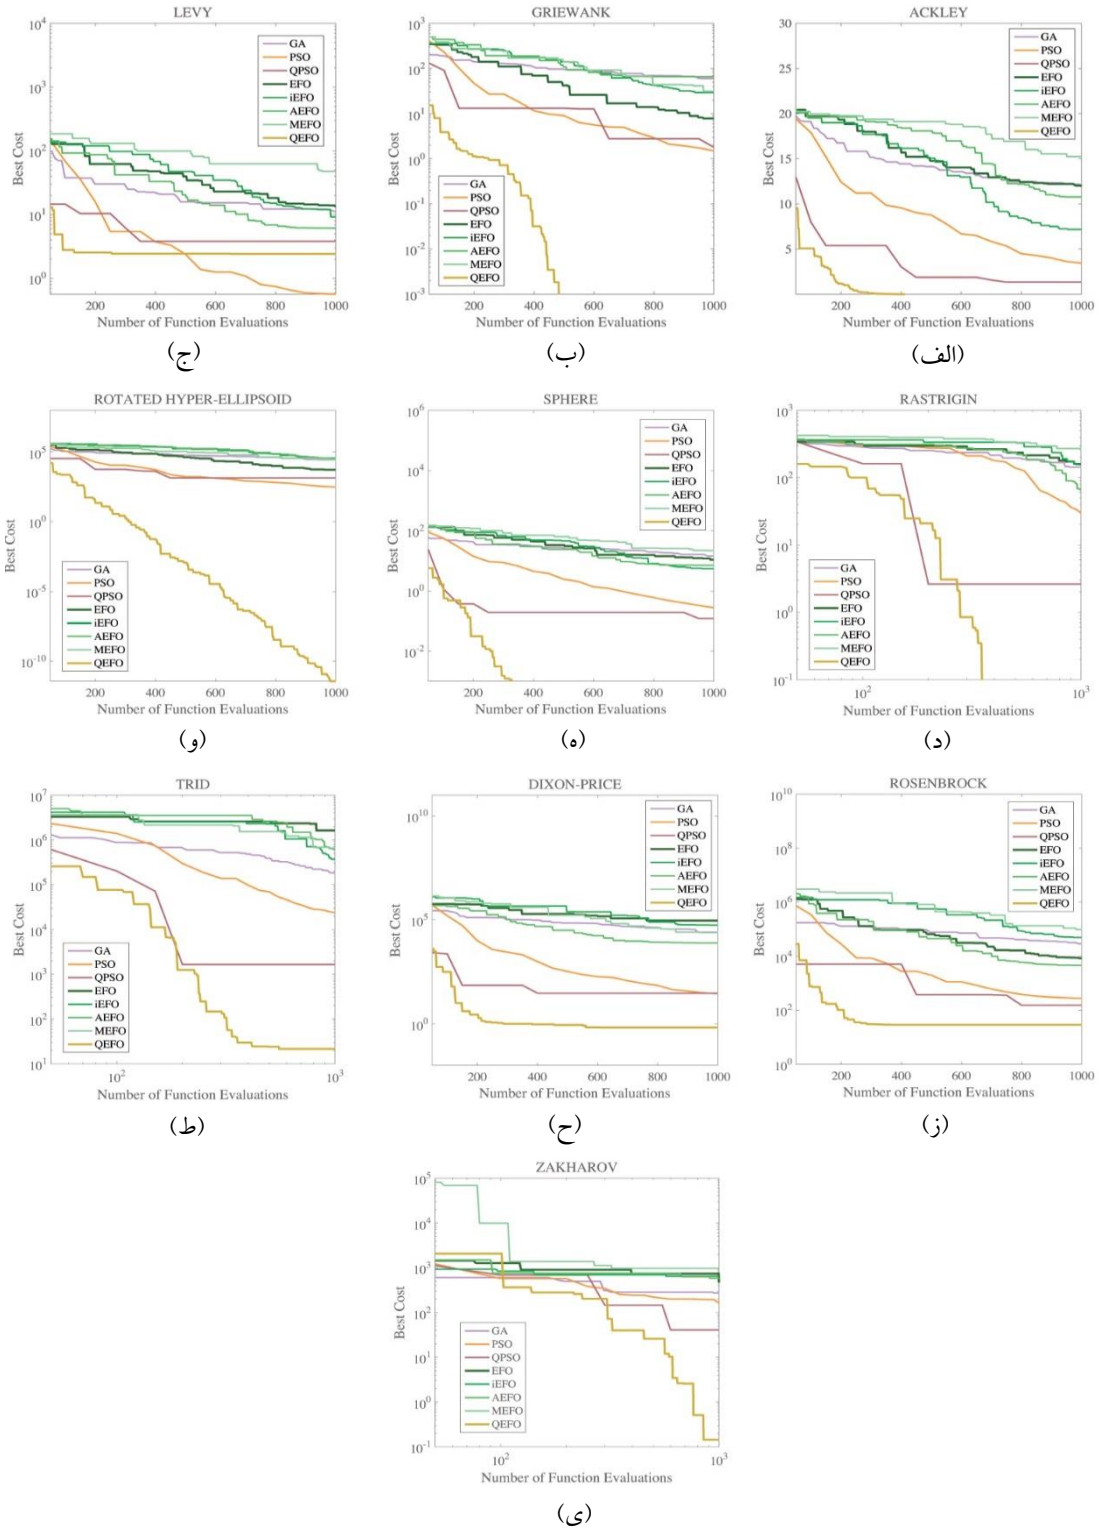 LEVY
10^4
10^3
10^2
10^1
10^0
Best Cost
GA
PSO
QPSO
EFO
iEFO
AEFO
MEFO
QEFO
200 400 600 800 1000
Number of Function Evaluations
(ج)
GRIEWANK
10^3
10^2
10^1
10^0
10^-1
10^-2
10^-3
Best Cost
GA
PSO
QPSO
EFO
iEFO
AEFO
MEFO
QEFO
200 400 600 800 1000
Number of Function Evaluations
(ب)
ACKLEY
30
25
20
15
10
5
Best Cost
GA
PSO
QPSO
EFO
iEFO
AEFO
MEFO
QEFO
200 400 600 800 1000
Number of Function Evaluations
(الف)
ROTATED HYPER-ELLIPSOID
10^5
10^0
10^-5
10^-10
Best Cost
GA
PSO
QPSO
EFO
iEFO
AEFO
MEFO
QEFO
200 400 600 800 1000
Number of Function Evaluations
(و)
SPHERE
10^6
10^4
10^2
10^0
10^-2
Best Cost
GA
PSO
QPSO
EFO
iEFO
AEFO
MEFO
QEFO
200 400 600 800 1000
Number of Function Evaluations
(ه)
RASTRIGIN
10^3
10^2
10^1
10^0
10^-1
Best Cost
GA
PSO
QPSO
EFO
iEFO
AEFO
MEFO
QEFO
10^2 10^3
Number of Function Evaluations
(د)
TRID
10^7
10^6
10^5
10^4
10^3
10^2
10^1
Best Cost
GA
PSO
QPSO
EFO
iEFO
AEFO
MEFO
QEFO
10^2 10^3
Number of Function Evaluations
(ط)
DIXON-PRICE
10^10
10^5
10^0
Best Cost
GA
PSO
QPSO
EFO
iEFO
AEFO
MEFO
QEFO
200 400 600 800 1000
Number of Function Evaluations
(ح)
ROSENBROCK
10^10
10^8
10^6
10^4
10^2
10^0
Best Cost
GA
PSO
QPSO
EFO
iEFO
AEFO
MEFO
QEFO
200 400 600 800 1000
Number of Function Evaluations
(ز)
ZAKHAROV
10^5
10^4
10^3
10^2
10^1
10^0
10^-1
Best Cost
GA
PSO
QPSO
EFO
iEFO
AEFO
MEFO
QEFO
10^2 10^3
Number of Function Evaluations
(ی)